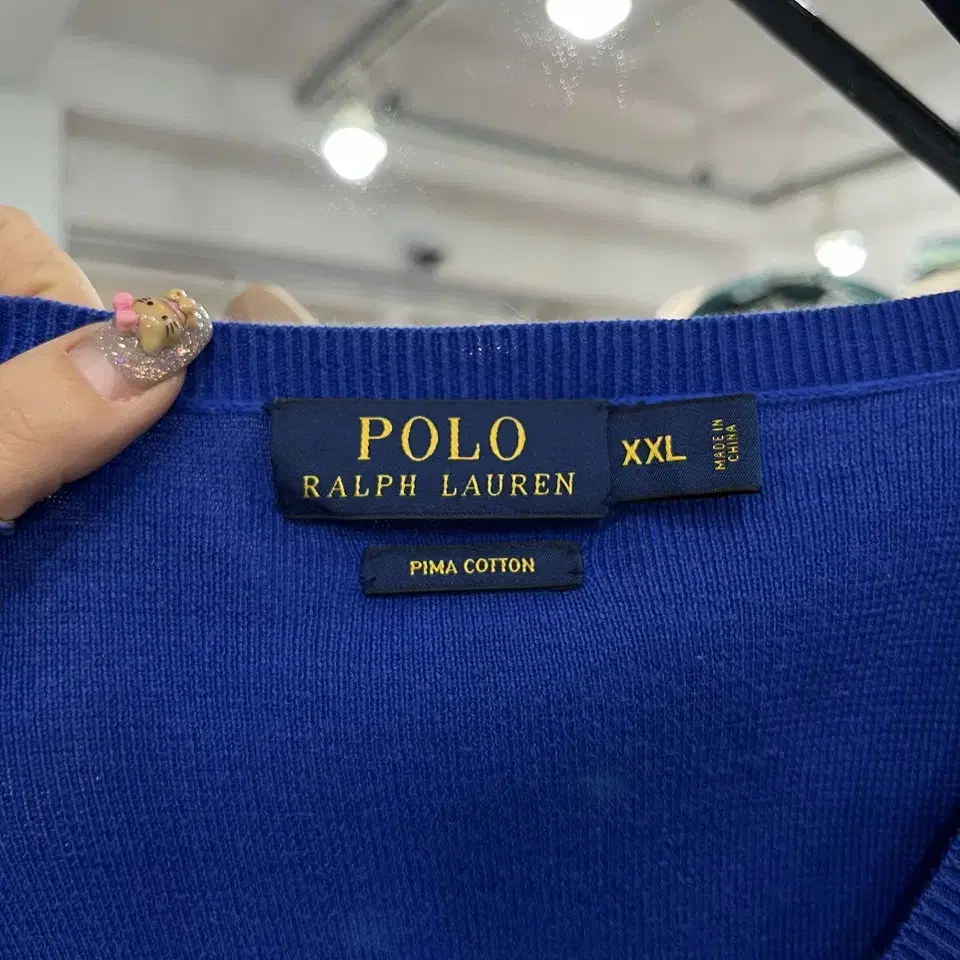 POLO
RALPH LAUREN
XXL
MADE IN
CHINA
PIMA COTTON